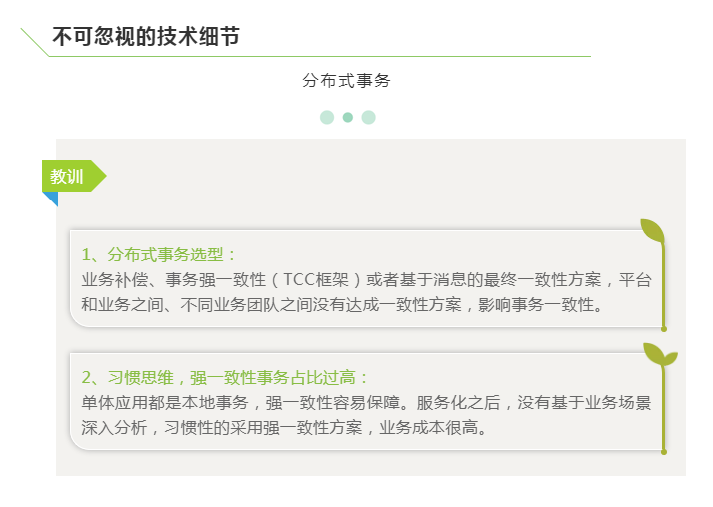 不可忽视的技术细节
分布式事务
教训
1、分布式事务选型：
业务补偿、事务强一致性（TCC框架）或者基于消息的最终一致性方案，平台
和业务之间、不同业务团队之间没有达成一致性方案，影响事务一致性。
2、习惯思维，强一致性事务占比过高：
单体应用都是本地事务，强一致性容易保障。服务化之后，没有基于业务场景
深入分析，习惯性的采用强一致性方案，业务成本很高。